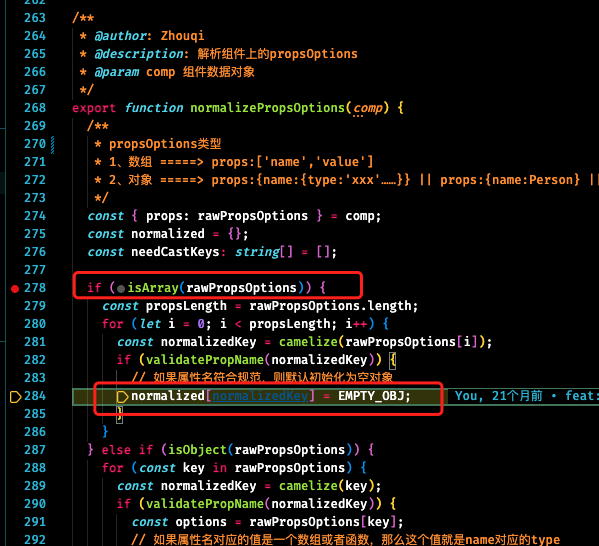 263 /**
264 * @author: Zhouqi
265 * @description: 解析组件上的propsOptions
266 * @param comp 组件数据对象
267 */
268 export function normalizePropsOptions(comp) {
269 /**
270 * propsOptions类型
271 * 1、数组 =====> props:['name','value']
272 * 2、对象 =====> props:{name:{type:'xxx'……}} || props:{name:Person} ||
273 */
274 const { props: rawPropsOptions } = comp;
275 const normalized = {};
276 const needCastKeys: string[] = [];
277
278 if (isArray(rawPropsOptions)) {
279 const propsLength = rawPropsOptions.length;
280 for (let i = 0; i < propsLength; i++) {
281 const normalizedKey = camelize(rawPropsOptions[i]);
282 if (validatePropName(normalizedKey)) {
283 // 如果属性名符合规范，则默认初始化为空对象
284 normalized[normalizedKey] = EMPTY_OBJ; You, 21个月前 • feat:
285 }
286 }
287 } else if (isObject(rawPropsOptions)) {
288 for (const key in rawPropsOptions) {
289 const normalizedKey = camelize(key);
290 if (validatePropName(normalizedKey)) {
291 const options = rawPropsOptions[key];
292 // 如果属性名对应的值是一个数组或者函数，那么这个值就是name对应的type